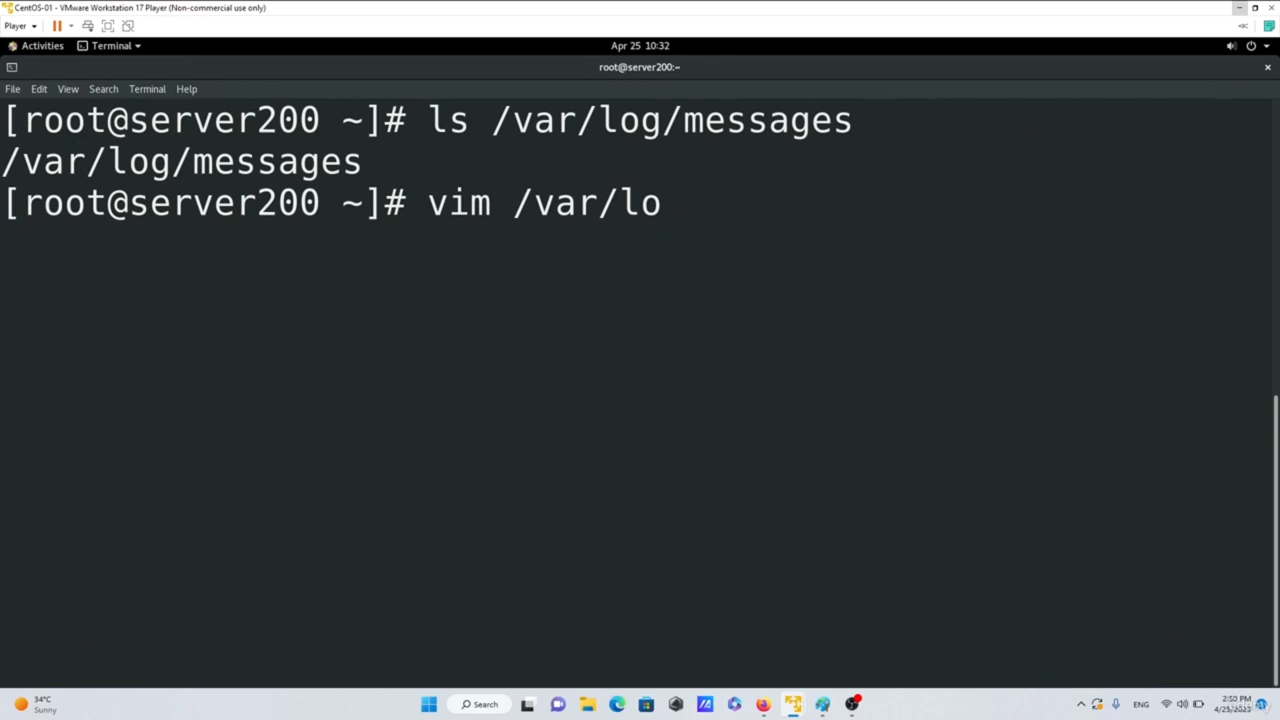 CentOS-01 - VMware Workstation 17 Player (Non-commercial use only)
Player
Activities Terminal Apr 25 10:32
root@server200:~
File Edit View Search Terminal Help
[root@server200 ~]# ls /var/log/messages
/var/log/messages
[root@server200 ~]# vim /var/lo
34°C
Sunny
Search
ENG
2:50 PM
4/25/2023